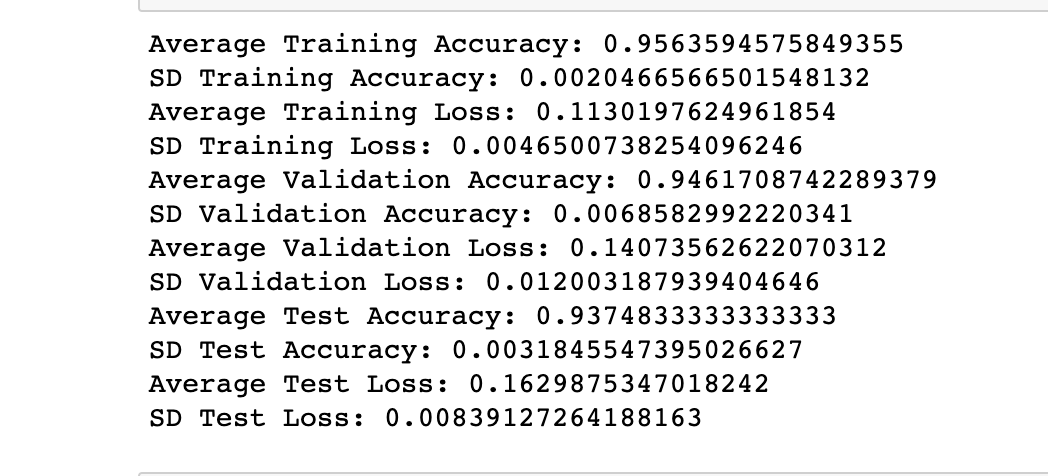 Average Training Accuracy: 0.9563594575849355
SD Training Accuracy: 0.0020466566501548132
Average Training Loss: 0.1130197624961854
SD Training Loss: 0.0046500738254096246
Average Validation Accuracy: 0.9461708742289379
SD Validation Accuracy: 0.0068582992220341
Average Validation Loss: 0.14073562622070312
SD Validation Loss: 0.012003187939404646
Average Test Accuracy: 0.9374833333333333
SD Test Accuracy: 0.0031845547395026627
Average Test Loss: 0.1629875347018242
SD Test Loss: 0.00839127264188163